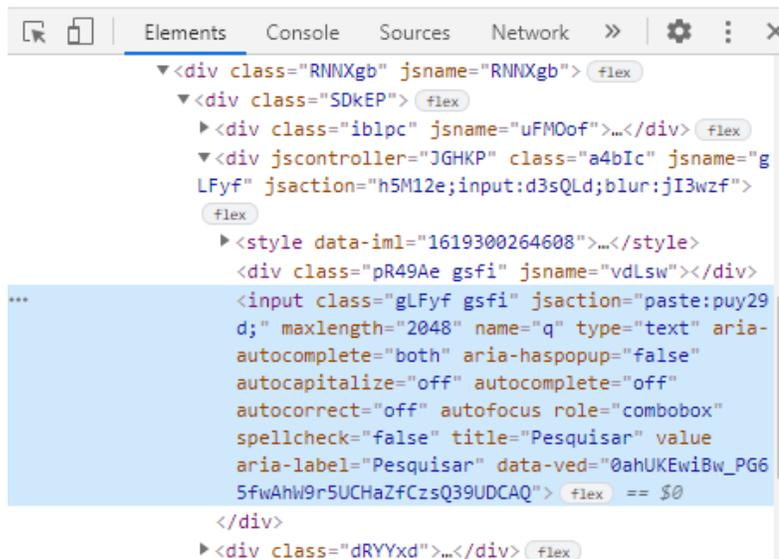 Elements Console Sources Network »
▼<div class="RNNXgb" jsname="RNNXgb"> flex
▼<div class="SDkEP"> flex
▶<div class="iblpc" jsname="uFMOof">…</div> flex
▼<div jscontroller="JGHKP" class="a4bIc" jsname="g
LFyf" jsaction="h5M12e;input:d3sQLd;blur:jI3wzf">
flex
▶<style data-iml="1619300264608">…</style>
<div class="pR49Ae gsfi" jsname="vdLsw"></div>
<input class="gLFyf gsfi" jsaction="paste:puy29
d;" maxlength="2048" name="q" type="text" aria-
autocomplete="both" aria-haspopup="false"
autocapitalize="off" autocomplete="off"
autocorrect="off" autofocus role="combobox"
spellcheck="false" title="Pesquisar" value
aria-label="Pesquisar" data-ved="0ahUKEwiBw_PG6
5fwAhW9r5UCHaZfCzsQ39UDCAQ"> flex == $0
</div>
▶<div class="dRYYxd">…</div> flex